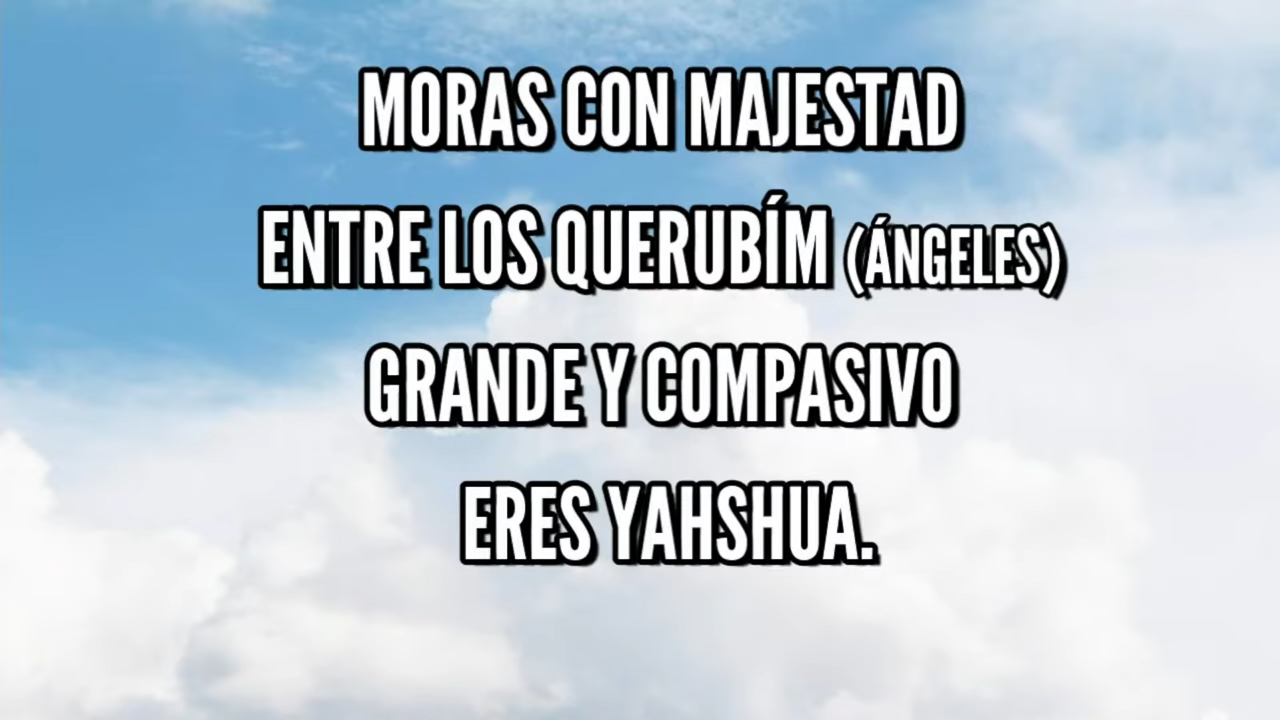 MORAS CON MAJESTAD
ENTRE LOS QUERUBÍM (ÁNGELES)
GRANDE Y COMPASIVO
ERES YAHSHUA.